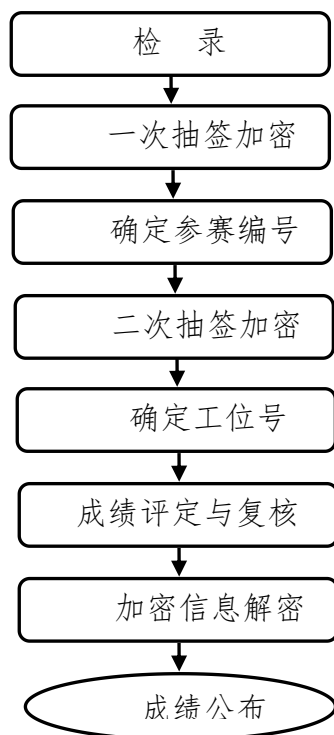 检 录
一次抽签加密
确定参赛编号
二次抽签加密
确定工位号
成绩评定与复核
加密信息解密
成绩公布